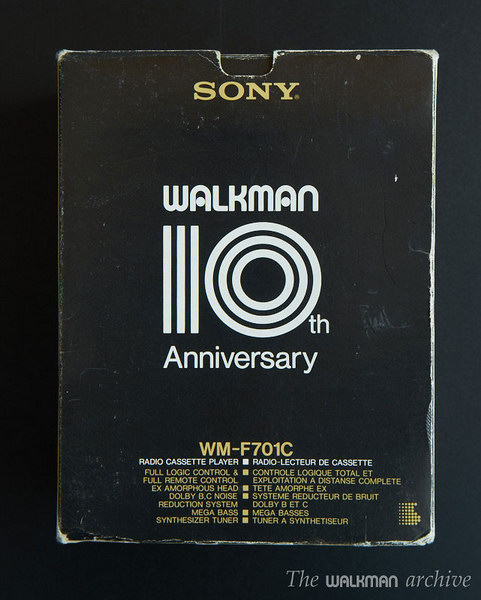 SONY®
WALKMAN
10th
Anniversary
WM-F701C
RADIO CASSETTE PLAYER ■ RADIO-LECTEUR DE CASSETTE
FULL LOGIC CONTROL & ■ CONTROLE LOGIQUE TOTAL ET
FULL REMOTE CONTROL EXPLOITATION A DISTANSE COMPLETE
EX AMORPHOUS HEAD ■ TETE AMORPHE EX
DOLBY B,C NOISE ■ SYSTEME REDUCTEUR DE BRUIT
REDUCTION SYSTEM DOLBY B ET C
MEGA BASS ■ MEGA BASSES
SYNTHESIZER TUNER ■ TUNER A SYNTHETISEUR
The WALKMAN archive